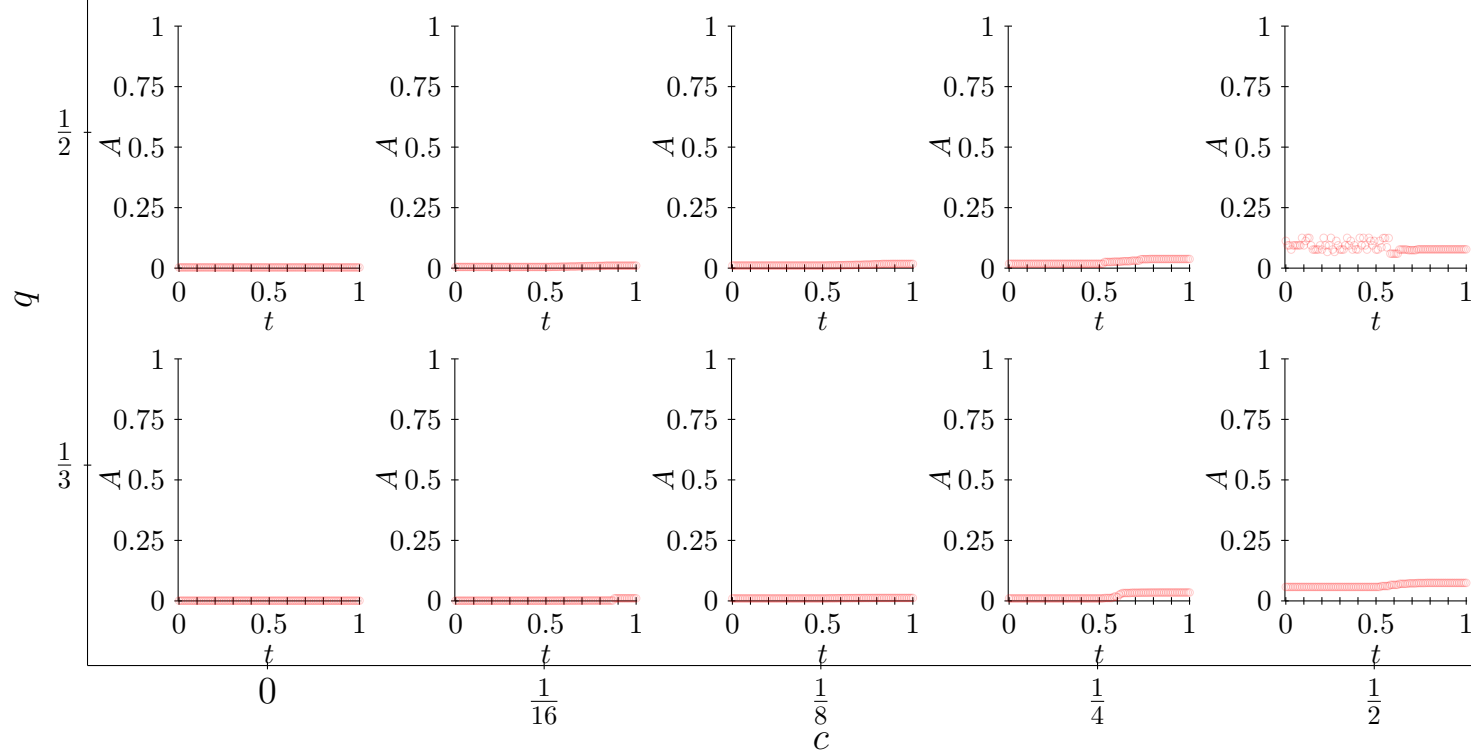 1 1 1 1 1
0.75 0.75 0.75 0.75 0.75
1/2 A 0.5 A 0.5 A 0.5 A 0.5 A 0.5
0.25 0.25 0.25 0.25 0.25
0 0 0 0 0
0 0.5 1 0 0.5 1 0 0.5 1 0 0.5 1 0 0.5 1
q
t t t t t
1 1 1 1 1
0.75 0.75 0.75 0.75 0.75
1/3 A 0.5 A 0.5 A 0.5 A 0.5 A 0.5
0.25 0.25 0.25 0.25 0.25
0 0 0 0 0
0 0.5 1 0 0.5 1 0 0.5 1 0 0.5 1 0 0.5 1
t t t t t
0 1/16 1/8 1/4 1/2
c